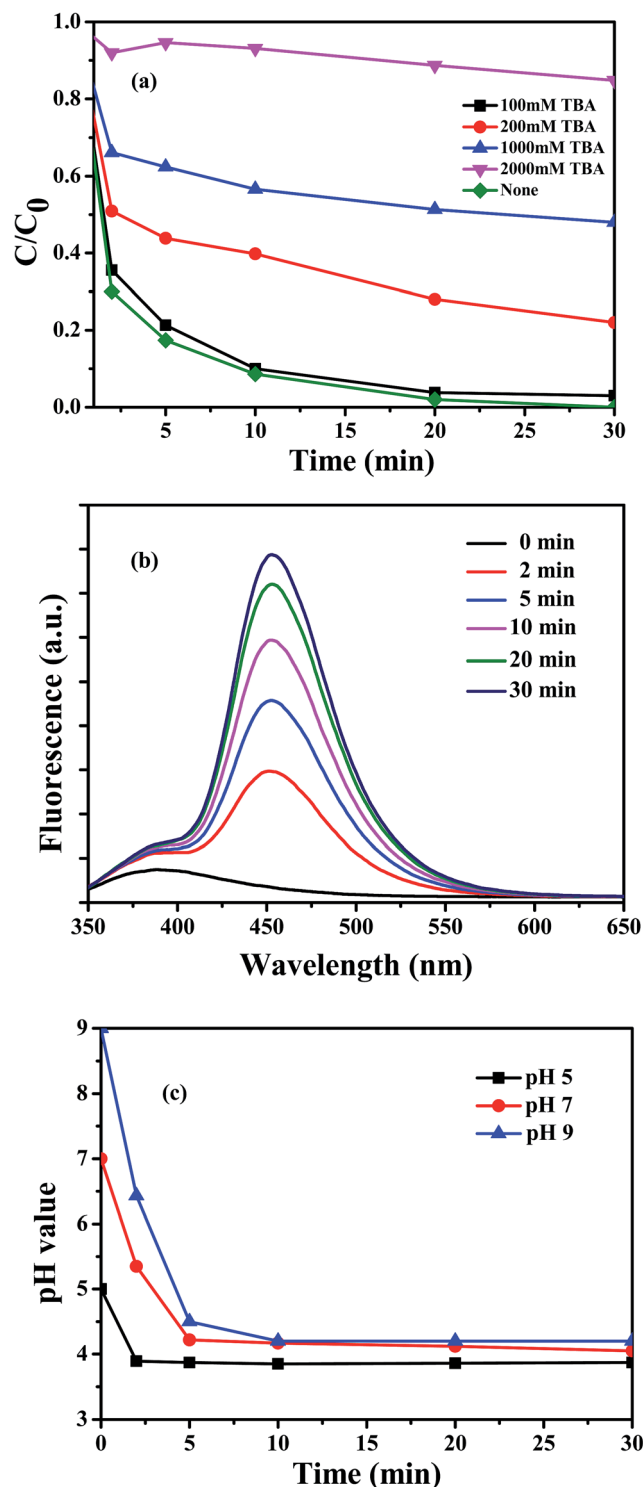 1.0
(a)
0.8
100mM TBA
200mM TBA
1000mM TBA
2000mM TBA
None
0.6
C/C0
0.4
0.2
0.0
5 10 15 20 25 30
Time (min)
(b)
0 min
2 min
5 min
10 min
20 min
30 min
Fluorescence (a.u.)
350 400 450 500 550 600 650
Wavelength (nm)
9
(c)
pH 5
pH 7
pH 9
8
7
pH value
6
5
4
3
0 5 10 15 20 25 30
Time (min)